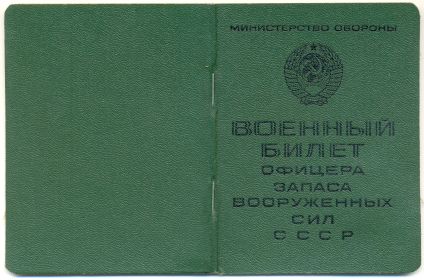 МИНИСТЕРСТВО ОБОРОНЫ
ВОЕННЫЙ
БИЛЕТ
ОФИЦЕРА
ЗАПАСА
ВООРУЖЕННЫХ
СИЛ
СССР